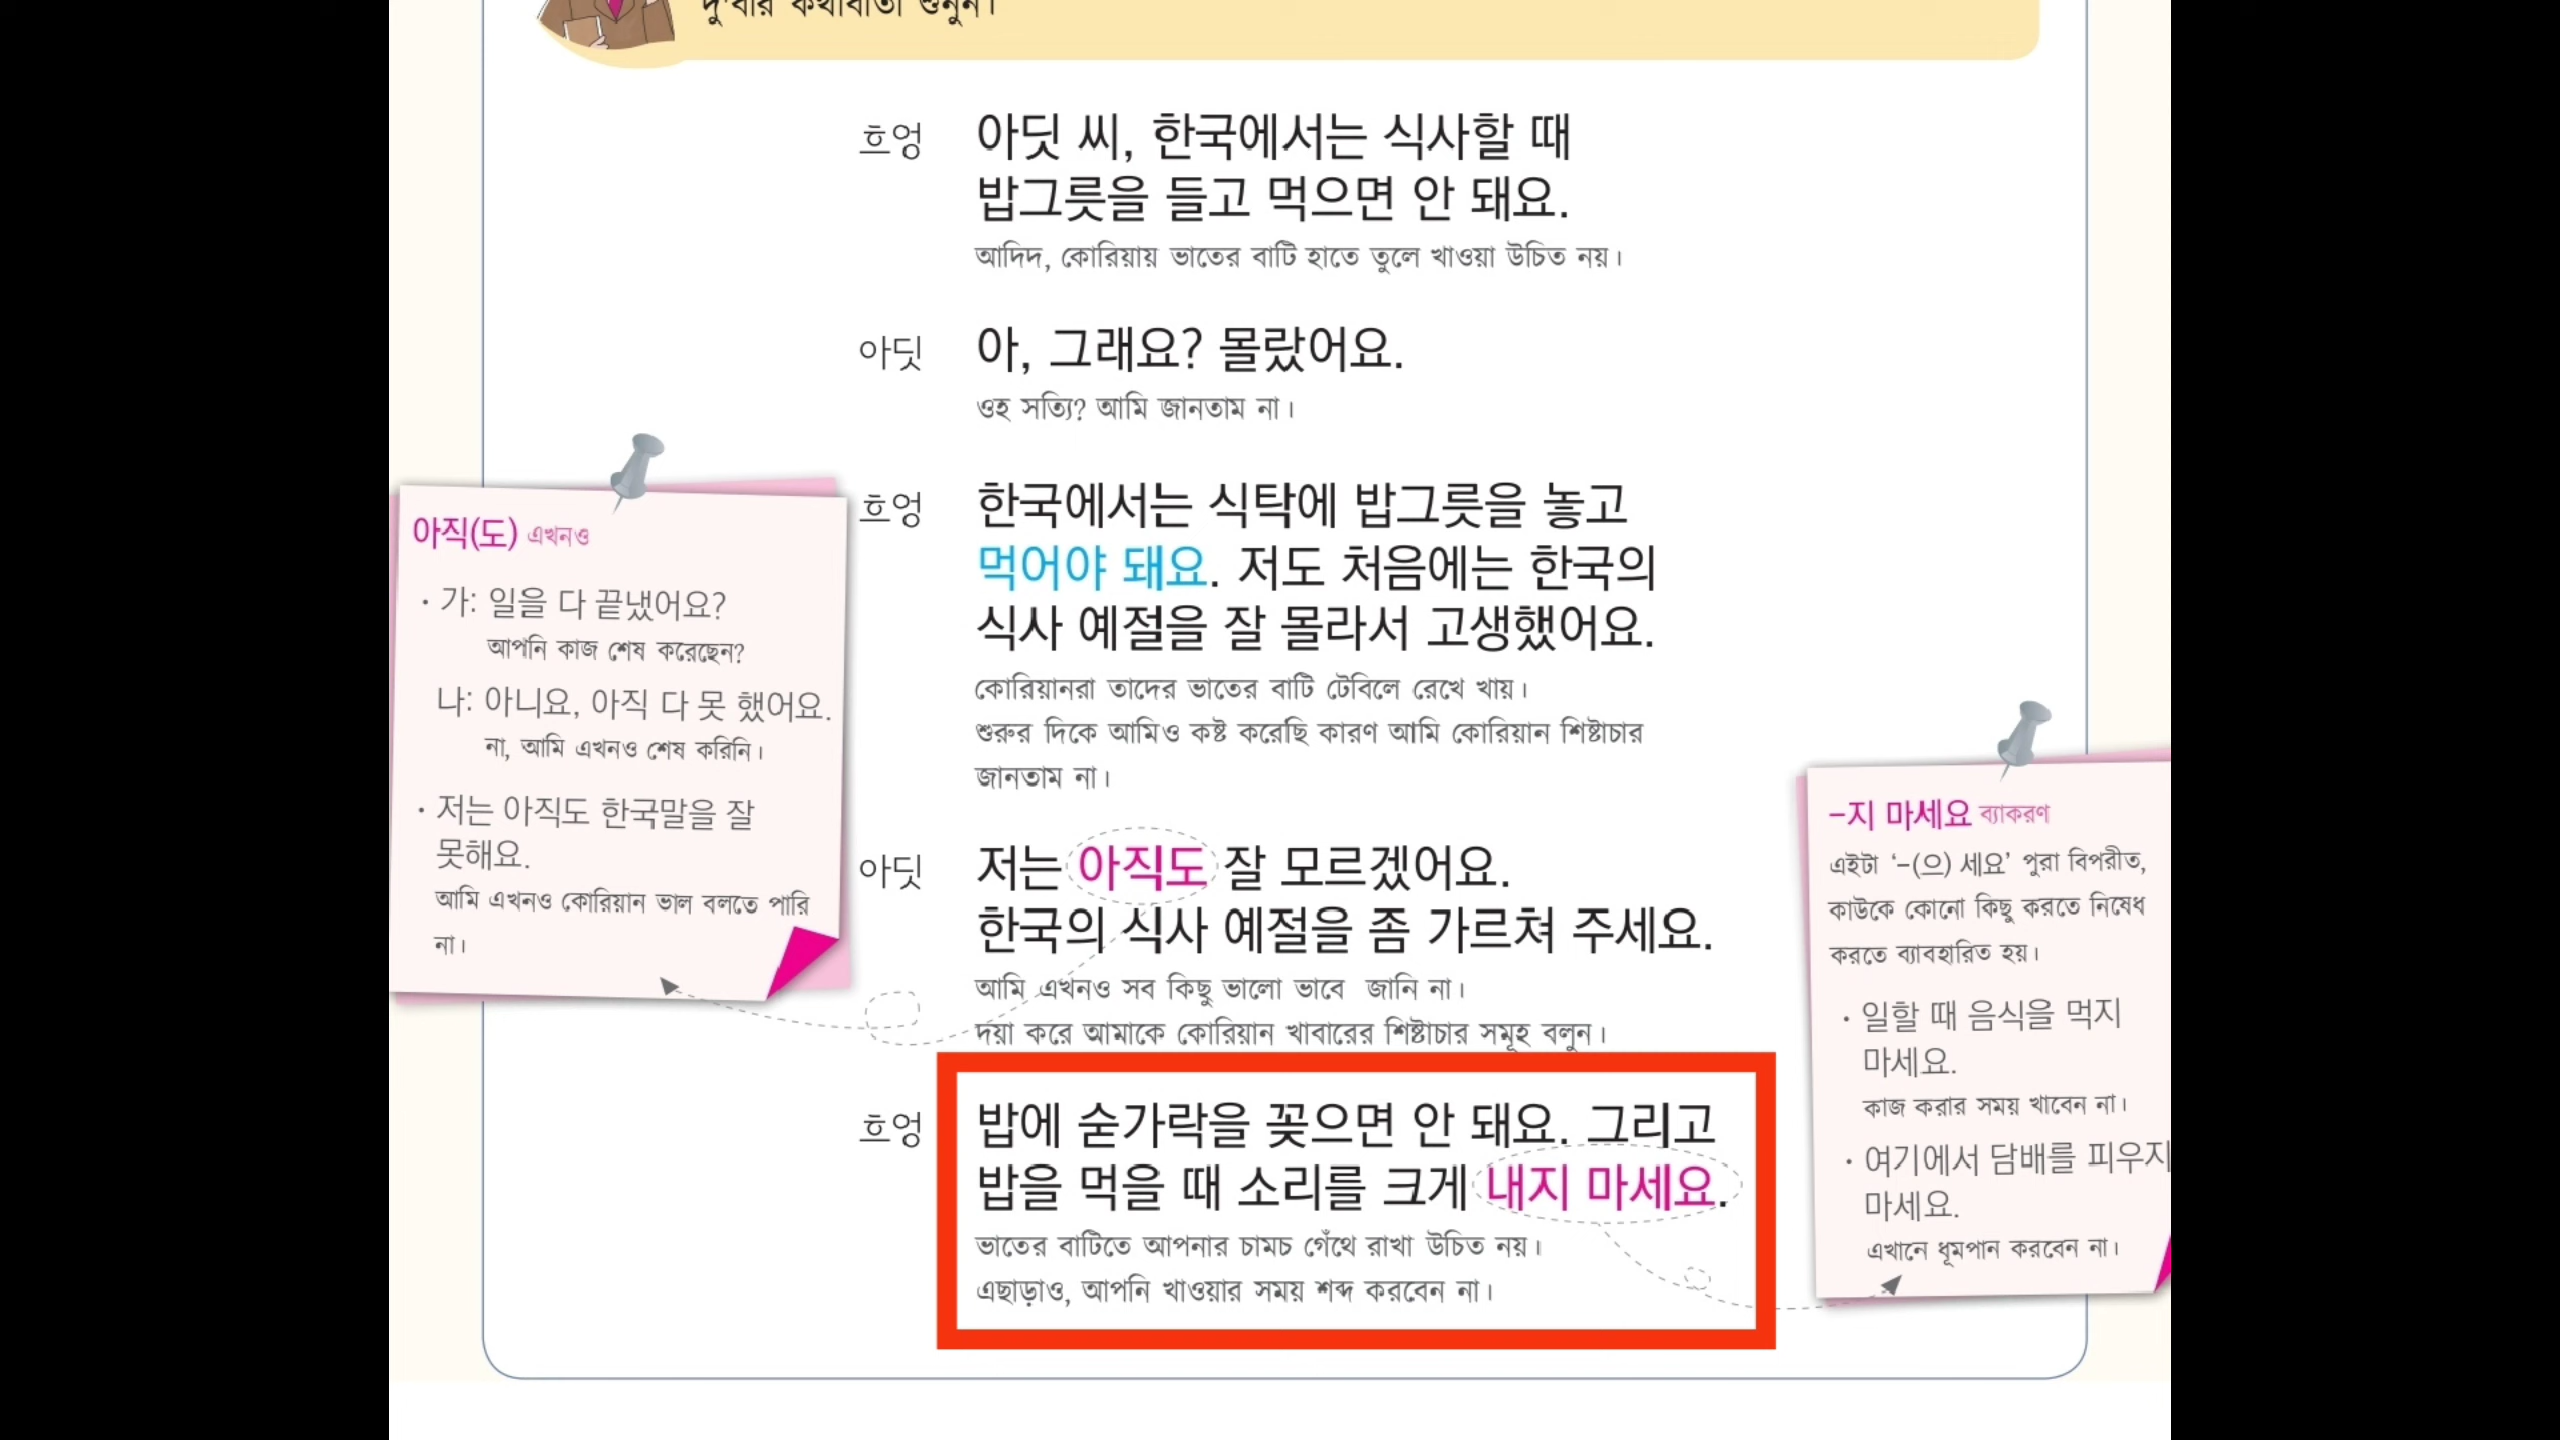 দু'বার কথাবার্তা শুনুন।
흐엉
아딧 씨, 한국에서는 식사할 때
밥그릇을 들고 먹으면 안 돼요.
আদিদ, কোরিয়ায় ভাতের বাটি হাতে তুলে খাওয়া উচিত নয়।
아딧
아, 그래요? 몰랐어요.
ওহ সত্যি? আমি জানতাম না।
흐엉
한국에서는 식탁에 밥그릇을 놓고
먹어야 돼요. 저도 처음에는 한국의
식사 예절을 잘 몰라서 고생했어요.
কোরিয়ানরা তাদের ভাতের বাটি টেবিলে রেখে খায়।
শুরুর দিকে আমিও কষ্ট করেছি কারণ আমি কোরিয়ান শিষ্টাচার
জানতাম না।
아딧
저는 아직도 잘 모르겠어요.
한국의 식사 예절을 좀 가르쳐 주세요.
আমি এখনও সব কিছু ভালো ভাবে জানি না।
দয়া করে আমাকে কোরিয়ান খাবারের শিষ্টাচার সমূহ বলুন।
흐엉
밥에 숟가락을 꽂으면 안 돼요. 그리고
밥을 먹을 때 소리를 크게 내지 마세요.
ভাতের বাটিতে আপনার চামচ গেঁথে রাখা উচিত নয়।
এছাড়াও, আপনি খাওয়ার সময় শব্দ করবেন না।
아직(도) এখনও
· 가: 일을 다 끝냈어요?
আপনি কাজ শেষ করেছেন?
나: 아니요, 아직 다 못 했어요.
না, আমি এখনও শেষ করিনি।
· 저는 아직도 한국말을 잘
못해요.
আমি এখনও কোরিয়ান ভাল বলতে পারি
না।
-지 마세요 ব্যাকরণ
এইটা '-(으) 세요' পুরা বিপরীত,
কাউকে কোনো কিছু করতে নিষেধ
করতে ব্যাবহারিত হয়।
· 일할 때 음식을 먹지
마세요.
কাজ করার সময় খাবেন না।
· 여기에서 담배를 피우지
마세요.
এখানে ধূমপান করবেন না।